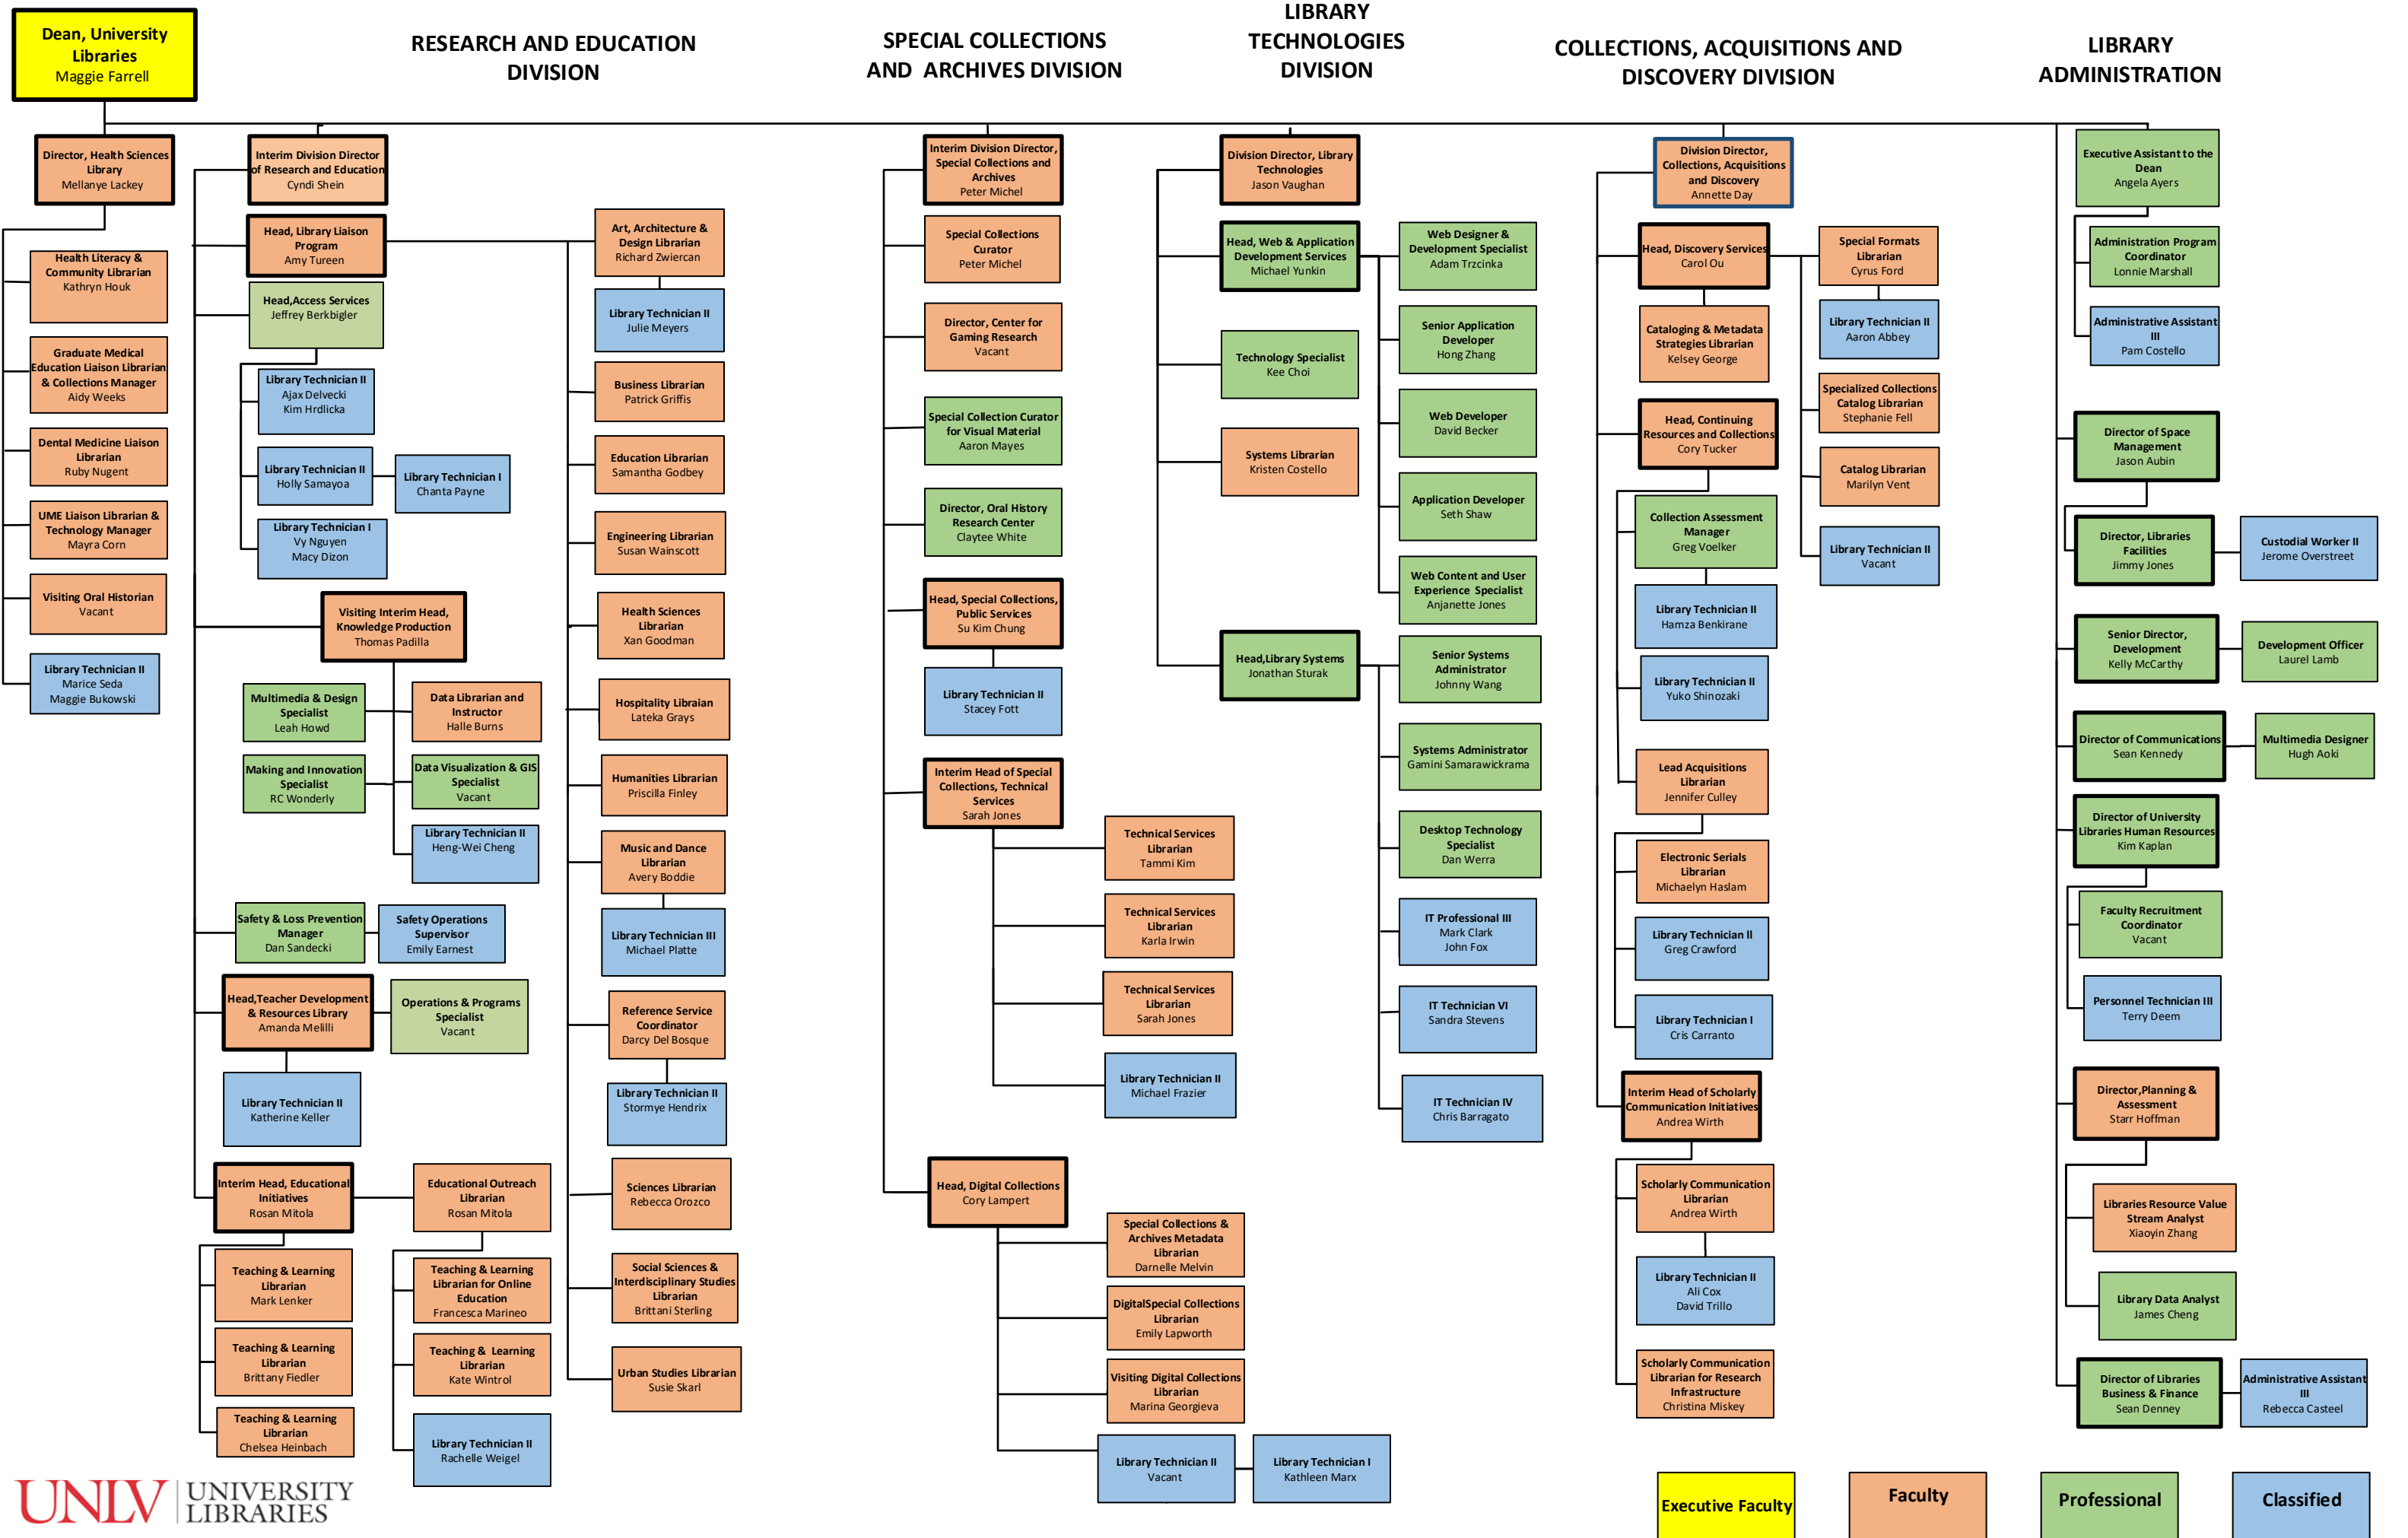 Dean, University
Libraries
Maggie Farrell
RESEARCH AND EDUCATION
DIVISION
SPECIAL COLLECTIONS
AND ARCHIVES DIVISION
LIBRARY
TECHNOLOGIES
DIVISION
COLLECTIONS, ACQUISITIONS AND
DISCOVERY DIVISION
LIBRARY
ADMINISTRATION
Director, Health Sciences
Library
Mellanye Lackey
Health Literacy &
Community Librarian
Kathryn Houk
Graduate Medical
Education Liaison Librarian
& Collections Manager
Aidy Weeks
Dental Medicine Liaison
Librarian
Ruby Nugent
UME Liaison Librarian &
Technology Manager
Mayra Corn
Visiting Oral Historian
Vacant
Library Technician II
Marice Seda
Maggie Bukowski
Interim Division Director
of Research and Education
Cyndi Shein
Head, Library Liaison
Program
Amy Tureen
Head,Access Services
Jeffrey Berkbigler
Library Technician II
Ajax Delvecki
Kim Hrdlicka
Library Technician II
Holly Samayoa
Library Technician I
Chanta Payne
Library Technician I
Vy Nguyen
Macy Dizon
Visiting Interim Head,
Knowledge Production
Thomas Padilla
Multimedia & Design
Specialist
Leah Howd
Data Librarian and
Instructor
Halle Burns
Making and Innovation
Specialist
RC Wonderly
Data Visualization & GIS
Specialist
Vacant
Library Technician II
Heng-Wei Cheng
Safety & Loss Prevention
Manager
Dan Sandecki
Safety Operations
Supervisor
Emily Earnest
Head,Teacher Development
& Resources Library
Amanda Melilli
Operations & Programs
Specialist
Vacant
Library Technician II
Katherine Keller
Interim Head, Educational
Initiatives
Rosan Mitola
Educational Outreach
Librarian
Rosan Mitola
Teaching & Learning
Librarian
Mark Lenker
Teaching & Learning
Librarian
Brittany Fiedler
Teaching & Learning
Librarian
Chelsea Heinbach
Teaching & Learning
Librarian for Online
Education
Francesca Marineo
Teaching & Learning
Librarian
Kate Wintrol
Library Technician II
Rachelle Weigel
Art, Architecture &
Design Librarian
Richard Zwiercan
Library Technician II
Julie Meyers
Business Librarian
Patrick Griffis
Education Librarian
Samantha Godbey
Engineering Librarian
Susan Wainscott
Health Sciences
Librarian
Xan Goodman
Hospitality Libraian
Lateka Grays
Humanities Librarian
Priscilla Finley
Music and Dance
Librarian
Avery Boddie
Library Technician III
Michael Platte
Reference Service
Coordinator
Darcy Del Bosque
Library Technician II
Stormye Hendrix
Sciences Librarian
Rebecca Orozco
Social Sciences &
Interdisciplinary Studies
Librarian
Brittani Sterling
Urban Studies Librarian
Susie Skarl
Interim Division Director,
Special Collections and
Archives
Peter Michel
Special Collections
Curator
Peter Michel
Director, Center for
Gaming Research
Vacant
Special Collection Curator
for Visual Material
Aaron Mayes
Director, Oral History
Research Center
Claytee White
Head, Special Collections,
Public Services
Su Kim Chung
Library Technician II
Stacey Fott
Interim Head of Special
Collections, Technical
Services
Sarah Jones
Technical Services
Librarian
Tammi Kim
Technical Services
Librarian
Karla Irwin
Technical Services
Librarian
Sarah Jones
Library Technician II
Michael Frazier
Head, Digital Collections
Cory Lampert
Special Collections &
Archives Metadata
Librarian
Darnelle Melvin
DigitalSpecial Collections
Librarian
Emily Lapworth
Visiting Digital Collections
Librarian
Marina Georgieva
Library Technician II
Vacant
Library Technician I
Kathleen Marx
Division Director, Library
Technologies
Jason Vaughan
Head, Web & Application
Development Services
Michael Yunkin
Technology Specialist
Kee Choi
Systems Librarian
Kristen Costello
Head,Library Systems
Jonathan Sturak
Web Designer &
Development Specialist
Adam Trzcinka
Senior Application
Developer
Hong Zhang
Web Developer
David Becker
Application Developer
Seth Shaw
Web Content and User
Experience Specialist
Anjanette Jones
Senior Systems
Administrator
Johnny Wang
Systems Administrator
Gamini Samarawickrama
Desktop Technology
Specialist
Dan Werra
IT Professional III
Mark Clark
John Fox
IT Technician VI
Sandra Stevens
IT Technician IV
Chris Barragato
Division Director,
Collections, Acquisitions
and Discovery
Annette Day
Head, Discovery Services
Carol Ou
Cataloging & Metadata
Strategies Librarian
Kelsey George
Special Formats
Librarian
Cyrus Ford
Library Technician II
Aaron Abbey
Specialized Collections
Catalog Librarian
Stephanie Fell
Catalog Librarian
Marilyn Vent
Library Technician II
Vacant
Head, Continuing
Resources and Collections
Cory Tucker
Collection Assessment
Manager
Greg Voelker
Library Technician II
Hamza Benkirane
Library Technician II
Yuko Shinozaki
Lead Acquisitions
Librarian
Jennifer Culley
Electronic Serials
Librarian
Michaelyn Haslam
Library Technician II
Greg Crawford
Library Technician I
Cris Carranto
Interim Head of Scholarly
Communication Initiatives
Andrea Wirth
Scholarly Communication
Librarian
Andrea Wirth
Library Technician II
Ali Cox
David Trillo
Scholarly Communication
Librarian for Research
Infrastructure
Christina Miskey
Executive Assistant to the
Dean
Angela Ayers
Administration Program
Coordinator
Lonnie Marshall
Administrative Assistant
III
Pam Costello
Director of Space
Management
Jason Aubin
Director, Libraries
Facilities
Jimmy Jones
Custodial Worker II
Jerome Overstreet
Senior Director,
Development
Kelly McCarthy
Development Officer
Laurel Lamb
Director of Communications
Sean Kennedy
Multimedia Designer
Hugh Aoki
Director of University
Libraries Human Resources
Kim Kaplan
Faculty Recruitment
Coordinator
Vacant
Personnel Technician III
Terry Deem
Director,Planning &
Assessment
Starr Hoffman
Libraries Resource Value
Stream Analyst
Xiaoyin Zhang
Library Data Analyst
James Cheng
Director of Libraries
Business & Finance
Sean Denney
Administrative Assistant
III
Rebecca Casteel
UNLV
UNIVERSITY
LIBRARIES
Executive Faculty
Faculty
Professional
Classified